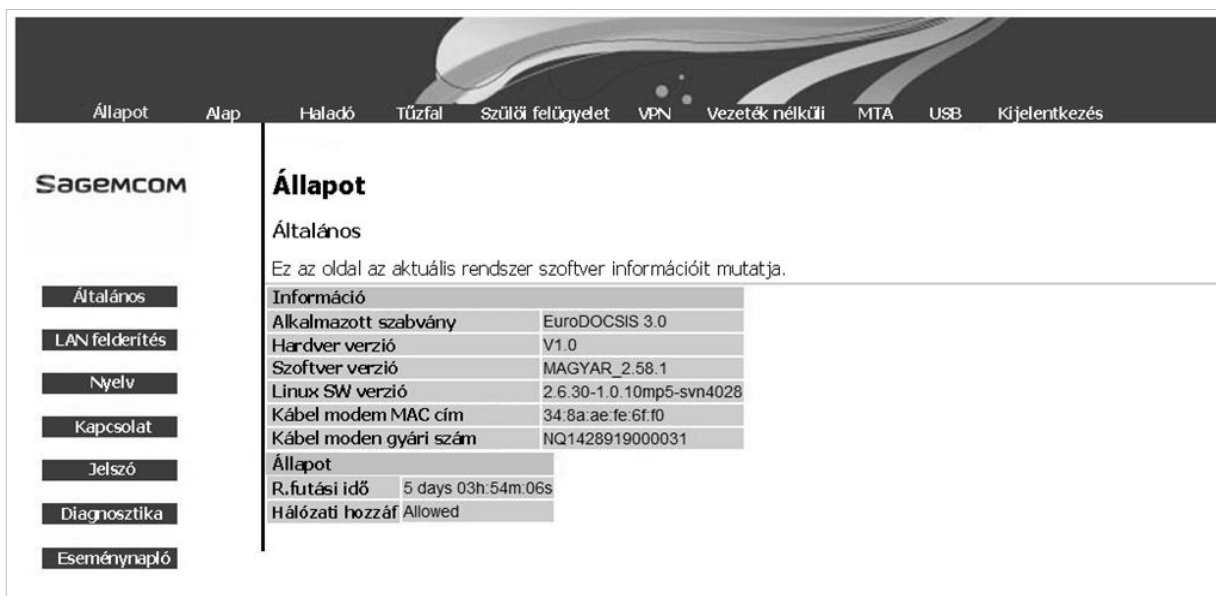 Állapot Alap Haladó Tűzfal Szülői felügyelet VPN Vezeték nélküli MTA USB Kijelentkezés
SAGEMCOM
Általános
LAN felderítés
Nyelv
Kapcsolat
Jelszó
Diagnosztika
Eseménynapló
Állapot
Általános
Ez az oldal az aktuális rendszer szoftver információit mutatja.
Információ
Alkalmazott szabvány EuroDOCSIS 3.0
Hardver verzió V1.0
Szoftver verzió MAGYAR_2.58.1
Linux SW verzió 2.6.30-1.0.10mp5-svn4028
Kábel modem MAC cím 34:8a:ae:fe:6f:f0
Kábel moden gyári szám NQ1428919000031
Állapot
R.futási idő 5 days 03h:54m:06s
Hálózati hozzáf Allowed